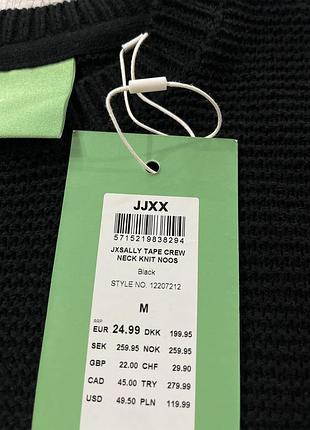 JJXX
5715219838294
JXSALLY TAPE CREW
NECK KNIT NOOS
Black
STYLE NO. 12207212
M
RRP
EUR 24.99 DKK 199.95
SEK 259.95 NOK 259.95
GBP 22.00 CHF 29.90
CAD 45.00 TRY 279.99
USD 49.50 PLN 119.99